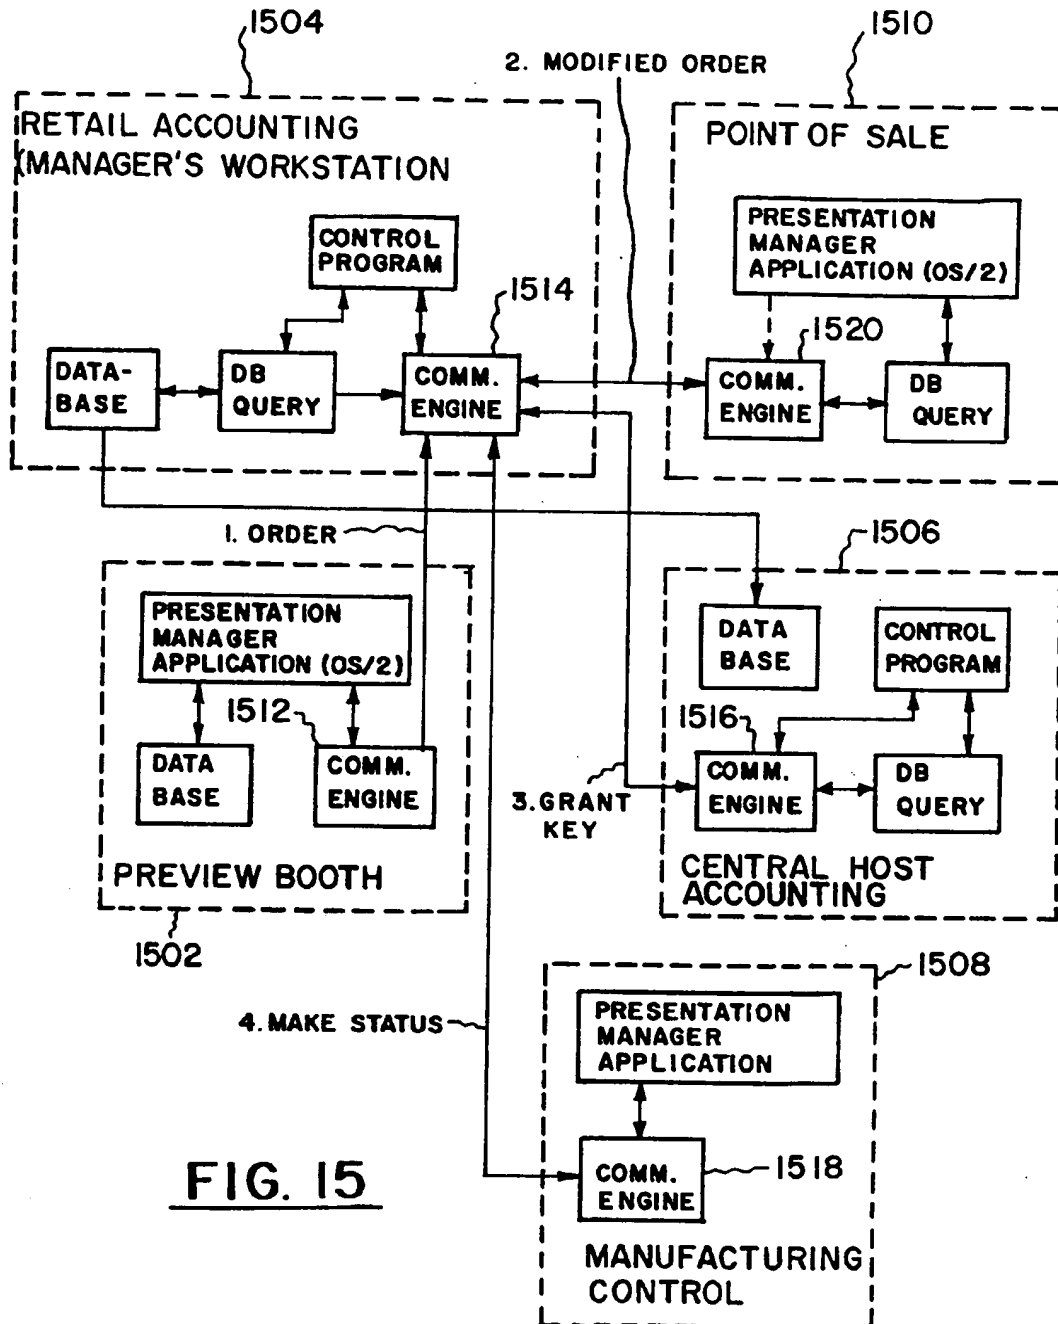 1504
1510
2. MODIFIED ORDER
RETAIL ACCOUNTING
(MANAGER'S WORKSTATION
POINT OF SALE
CONTROL
PROGRAM
PRESENTATION
MANAGER
APPLICATION (OS/2)
1514
1520
DATA-
BASE
DB
QUERY
COMM.
ENGINE
COMM.
ENGINE
DB
QUERY
1. ORDER
1506
PRESENTATION
MANAGER
APPLICATION (OS/2)
DATA
BASE
CONTROL
PROGRAM
1512
1516
DATA
BASE
COMM.
ENGINE
COMM.
ENGINE
DB
QUERY
3. GRANT
KEY
PREVIEW BOOTH
CENTRAL HOST
ACCOUNTING
1502
1508
4. MAKE STATUS
PRESENTATION
MANAGER
APPLICATION
COMM.
ENGINE
1518
FIG. 15
MANUFACTURING
CONTROL